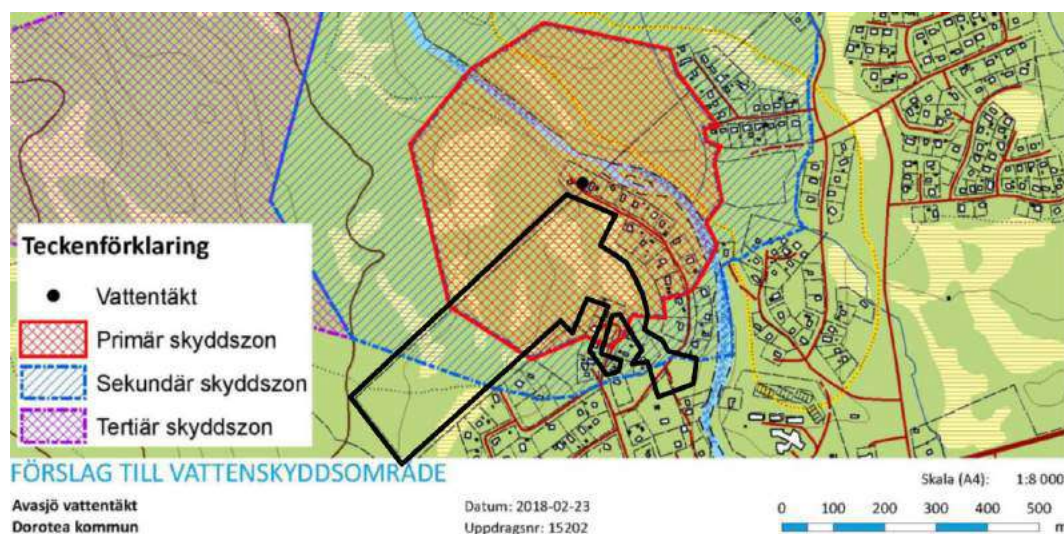 Teckenförklaring
Vattentäkt
Primär skyddszon
Sekundär skyddszon
Tertiär skyddszon
FÖRSLAG TILL VATTENSKYDDSOMRÅDE
Skala (A4): 1:8 000
Avasjö vattentäkt
Datum: 2018-02-23
Dorotea kommun
Uppdragsnr: 15202
0 100 200 300 400 500
m